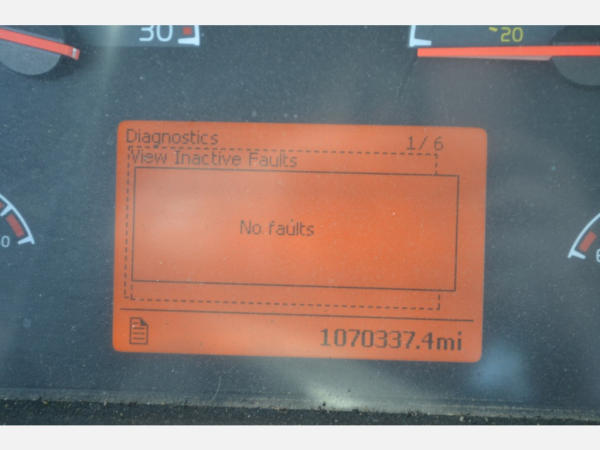 30
20
Diagnostics 1/6
View Inactive Faults
No faults
1070337.4mi